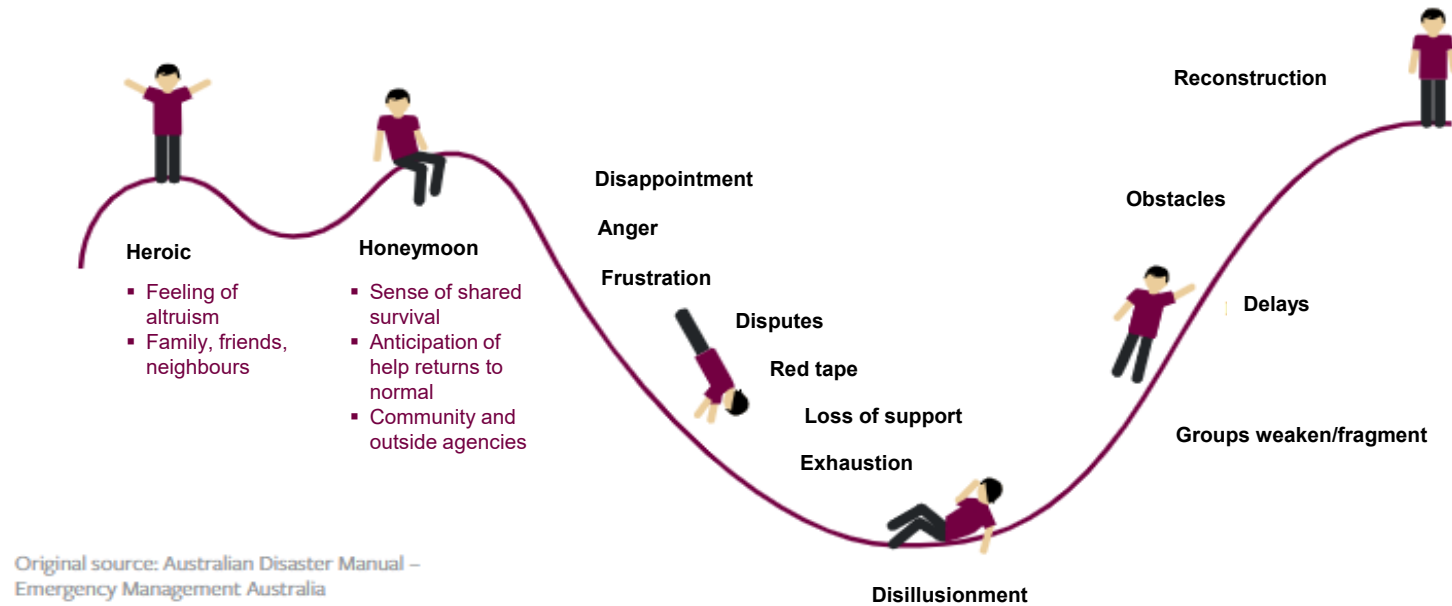 Heroic
▪ Feeling of
altruism
▪ Family, friends,
neighbours
Honeymoon
▪ Sense of shared
survival
▪ Anticipation of
help returns to
normal
▪ Community and
outside agencies
Disappointment
Anger
Frustration
Disputes
Red tape
Loss of support
Exhaustion
Disillusionment
Groups weaken/fragment
Delays
Obstacles
Reconstruction
Original source: Australian Disaster Manual –
Emergency Management Australia